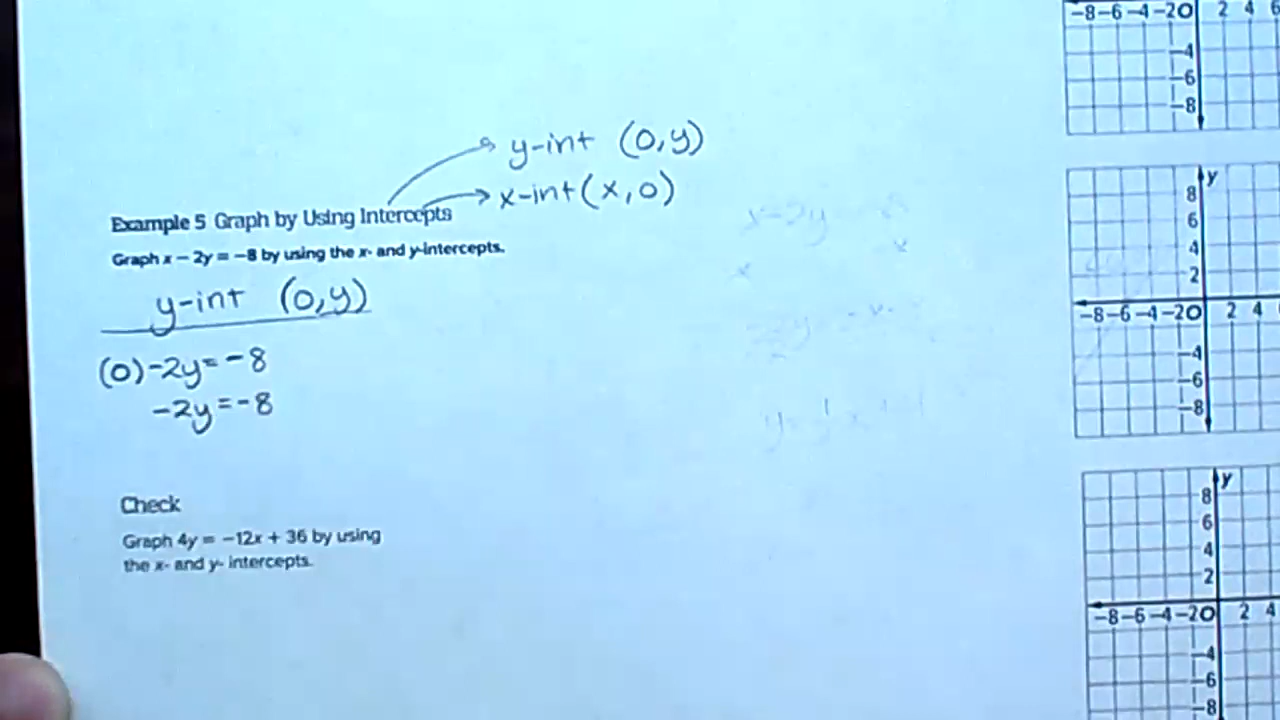 -8 -6 -4 -2 O 2 4 6
-4
-6
-8
y-int (0,y)
x-int (x,0)
Example 5 Graph by Using Intercepts
Graph x − 2y = −8 by using the x- and y-intercepts.
y-int (0,y)
(0)-2y=-8
-2y=-8
Check
Graph 4y = −12x + 36 by using
the x- and y- intercepts.
y
8
6
4
2
-8 -6 -4 -2 O 2 4
-4
-6
-8
y
8
6
4
2
-8 -6 -4 -2 O 2 4
-4
-6
-8